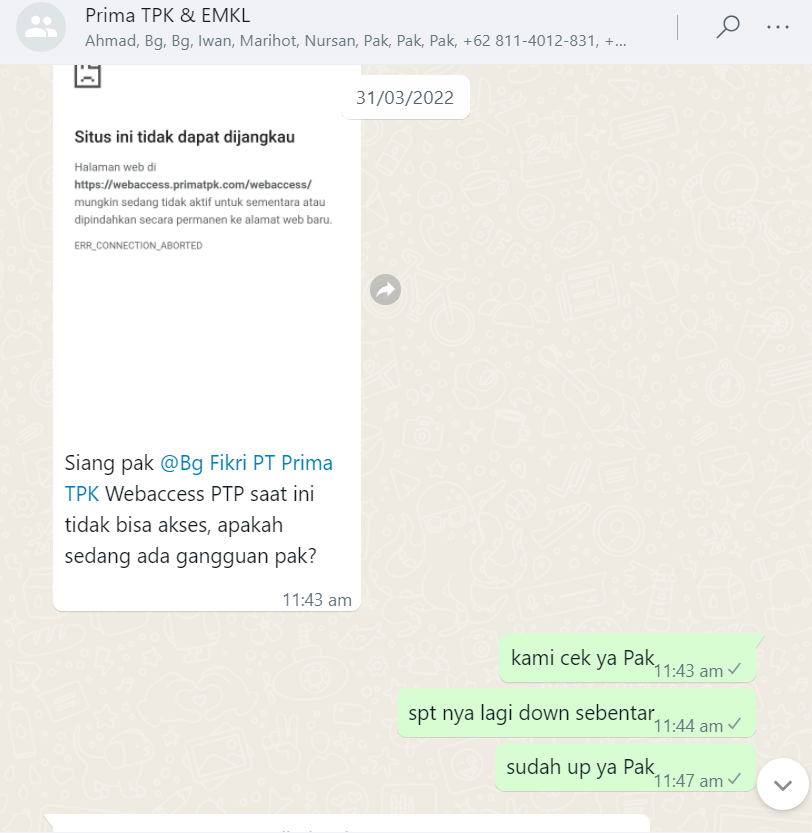 Prima TPK & EMKL
Ahmad, Bg, Bg, Iwan, Marihot, Nursan, Pak, Pak, Pak, +62 811-4012-831, +...
31/03/2022
Situs ini tidak dapat dijangkau
Halaman web di
https://webaccess.primatpk.com/webaccess/
mungkin sedang tidak aktif untuk sementara atau
dipindahkan secara permanen ke alamat web baru.
ERR_CONNECTION_ABORTED
Siang pak @Bg Fikri PT Prima
TPK Webaccess PTP saat ini
tidak bisa akses, apakah
sedang ada gangguan pak?
11:43 am
kami cek ya Pak
11:43 am
spt nya lagi down sebentar
11:44 am
sudah up ya Pak
11:47 am